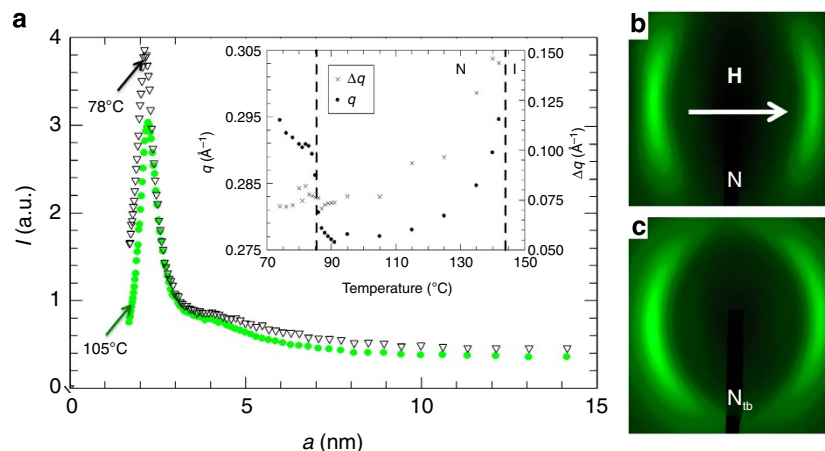 a
b
c
4
3
2
1
0
I (a.u.)
78°C
105°C
0
5
10
15
a (nm)
0.305
0.295
0.285
0.275
q (Å⁻¹)
N
I
× Δq
• q
0.150
0.125
0.100
0.075
0.050
Δq (Å⁻¹)
70
90
110
130
150
Temperature (°C)
H
N
Ntb